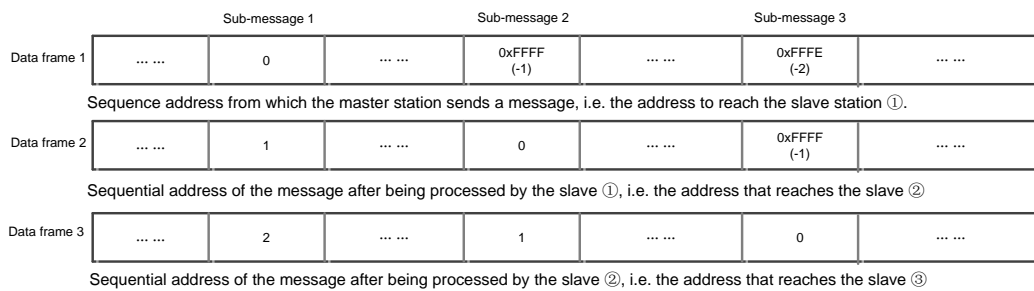 Sub-message 1 Sub-message 2 Sub-message 3
Data frame 1 ... ... 0 ... ... 0xFFFF ... ... 0xFFFE ... ...
(-1) (-2)
Sequence address from which the master station sends a message, i.e. the address to reach the slave station ①.
Data frame 2 ... ... 1 ... ... 0 ... ... 0xFFFF ... ...
(-1)
Sequential address of the message after being processed by the slave ①, i.e. the address that reaches the slave ②
Data frame 3 ... ... 2 ... ... 1 ... ... 0 ... ...
Sequential address of the message after being processed by the slave ②, i.e. the address that reaches the slave ③